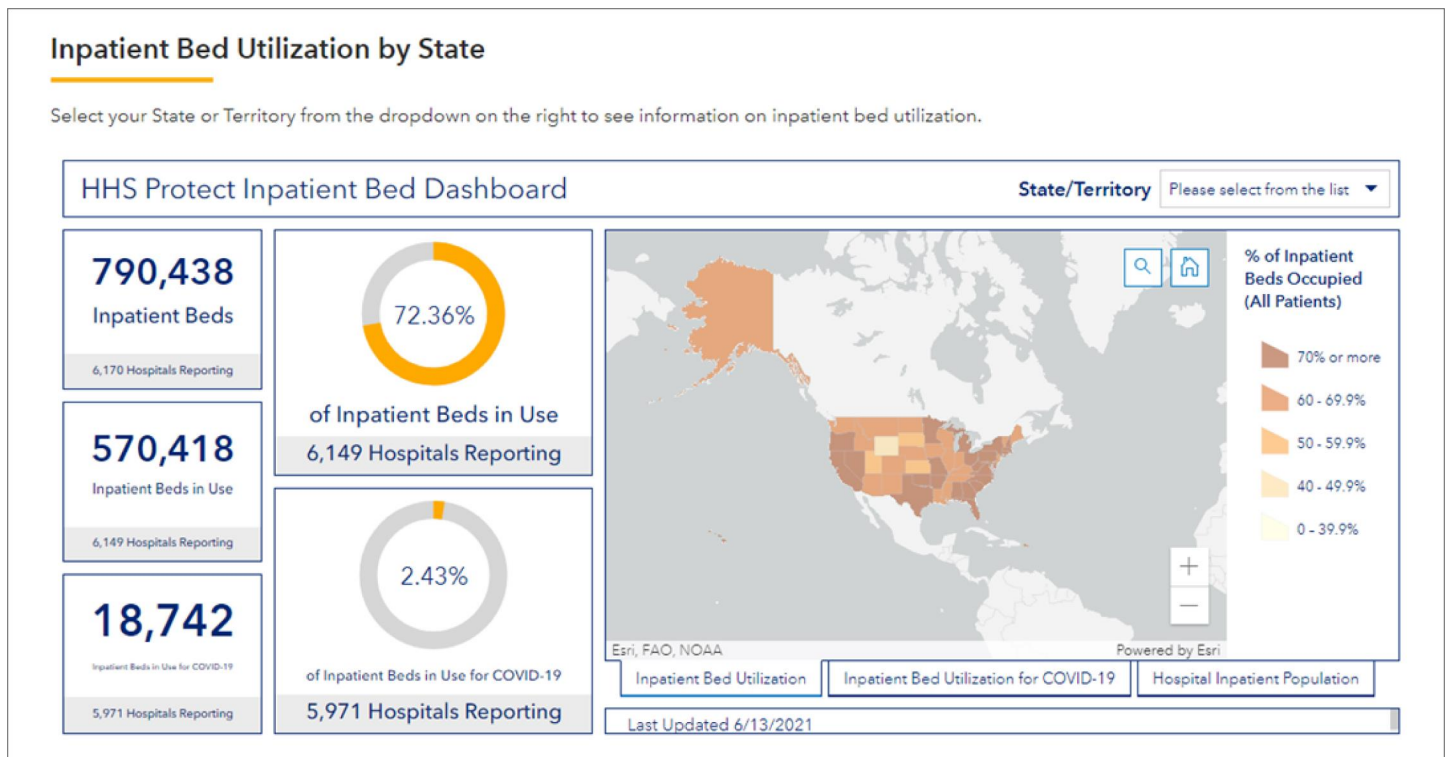 Inpatient Bed Utilization by State
Select your State or Territory from the dropdown on the right to see information on inpatient bed utilization.
HHS Protect Inpatient Bed Dashboard
State/Territory
Please select from the list
790,438
Inpatient Beds
6,170 Hospitals Reporting
570,418
Inpatient Beds in Use
6,149 Hospitals Reporting
18,742
Inpatient Beds in Use for COVID-19
5,971 Hospitals Reporting
72.36%
of Inpatient Beds in Use
6,149 Hospitals Reporting
2.43%
of Inpatient Beds in Use for COVID-19
5,971 Hospitals Reporting
% of Inpatient
Beds Occupied
(All Patients)
70% or more
60 - 69.9%
50 - 59.9%
40 - 49.9%
0 - 39.9%
+
−
Esri, FAO, NOAA
Powered by Esri
Inpatient Bed Utilization
Inpatient Bed Utilization for COVID-19
Hospital Inpatient Population
Last Updated 6/13/2021